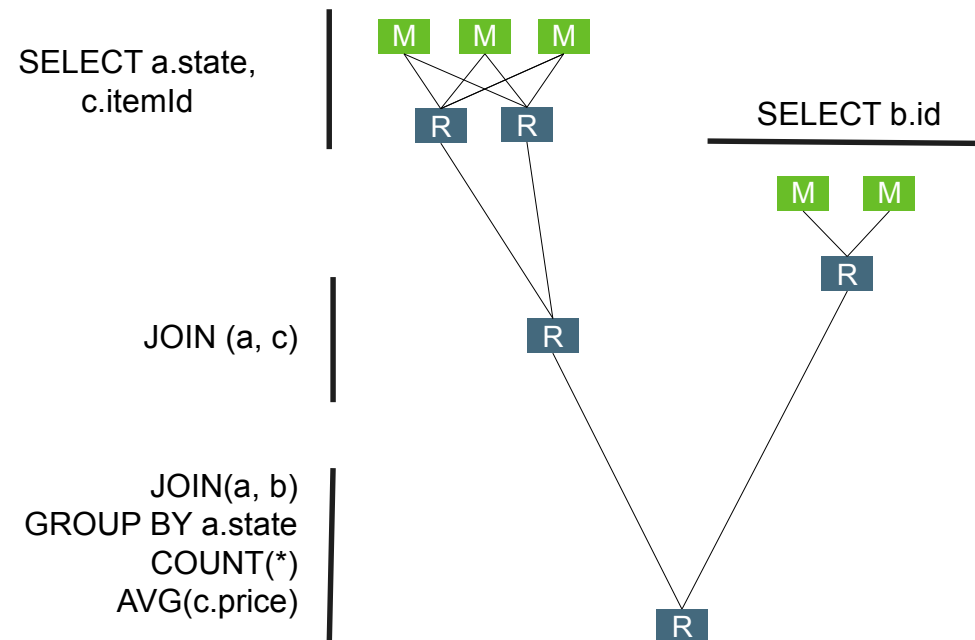 M M M
SELECT a.state,
c.itemId
R R
SELECT b.id
M M
R
JOIN (a, c)
R
JOIN(a, b)
GROUP BY a.state
COUNT(*)
AVG(c.price)
R